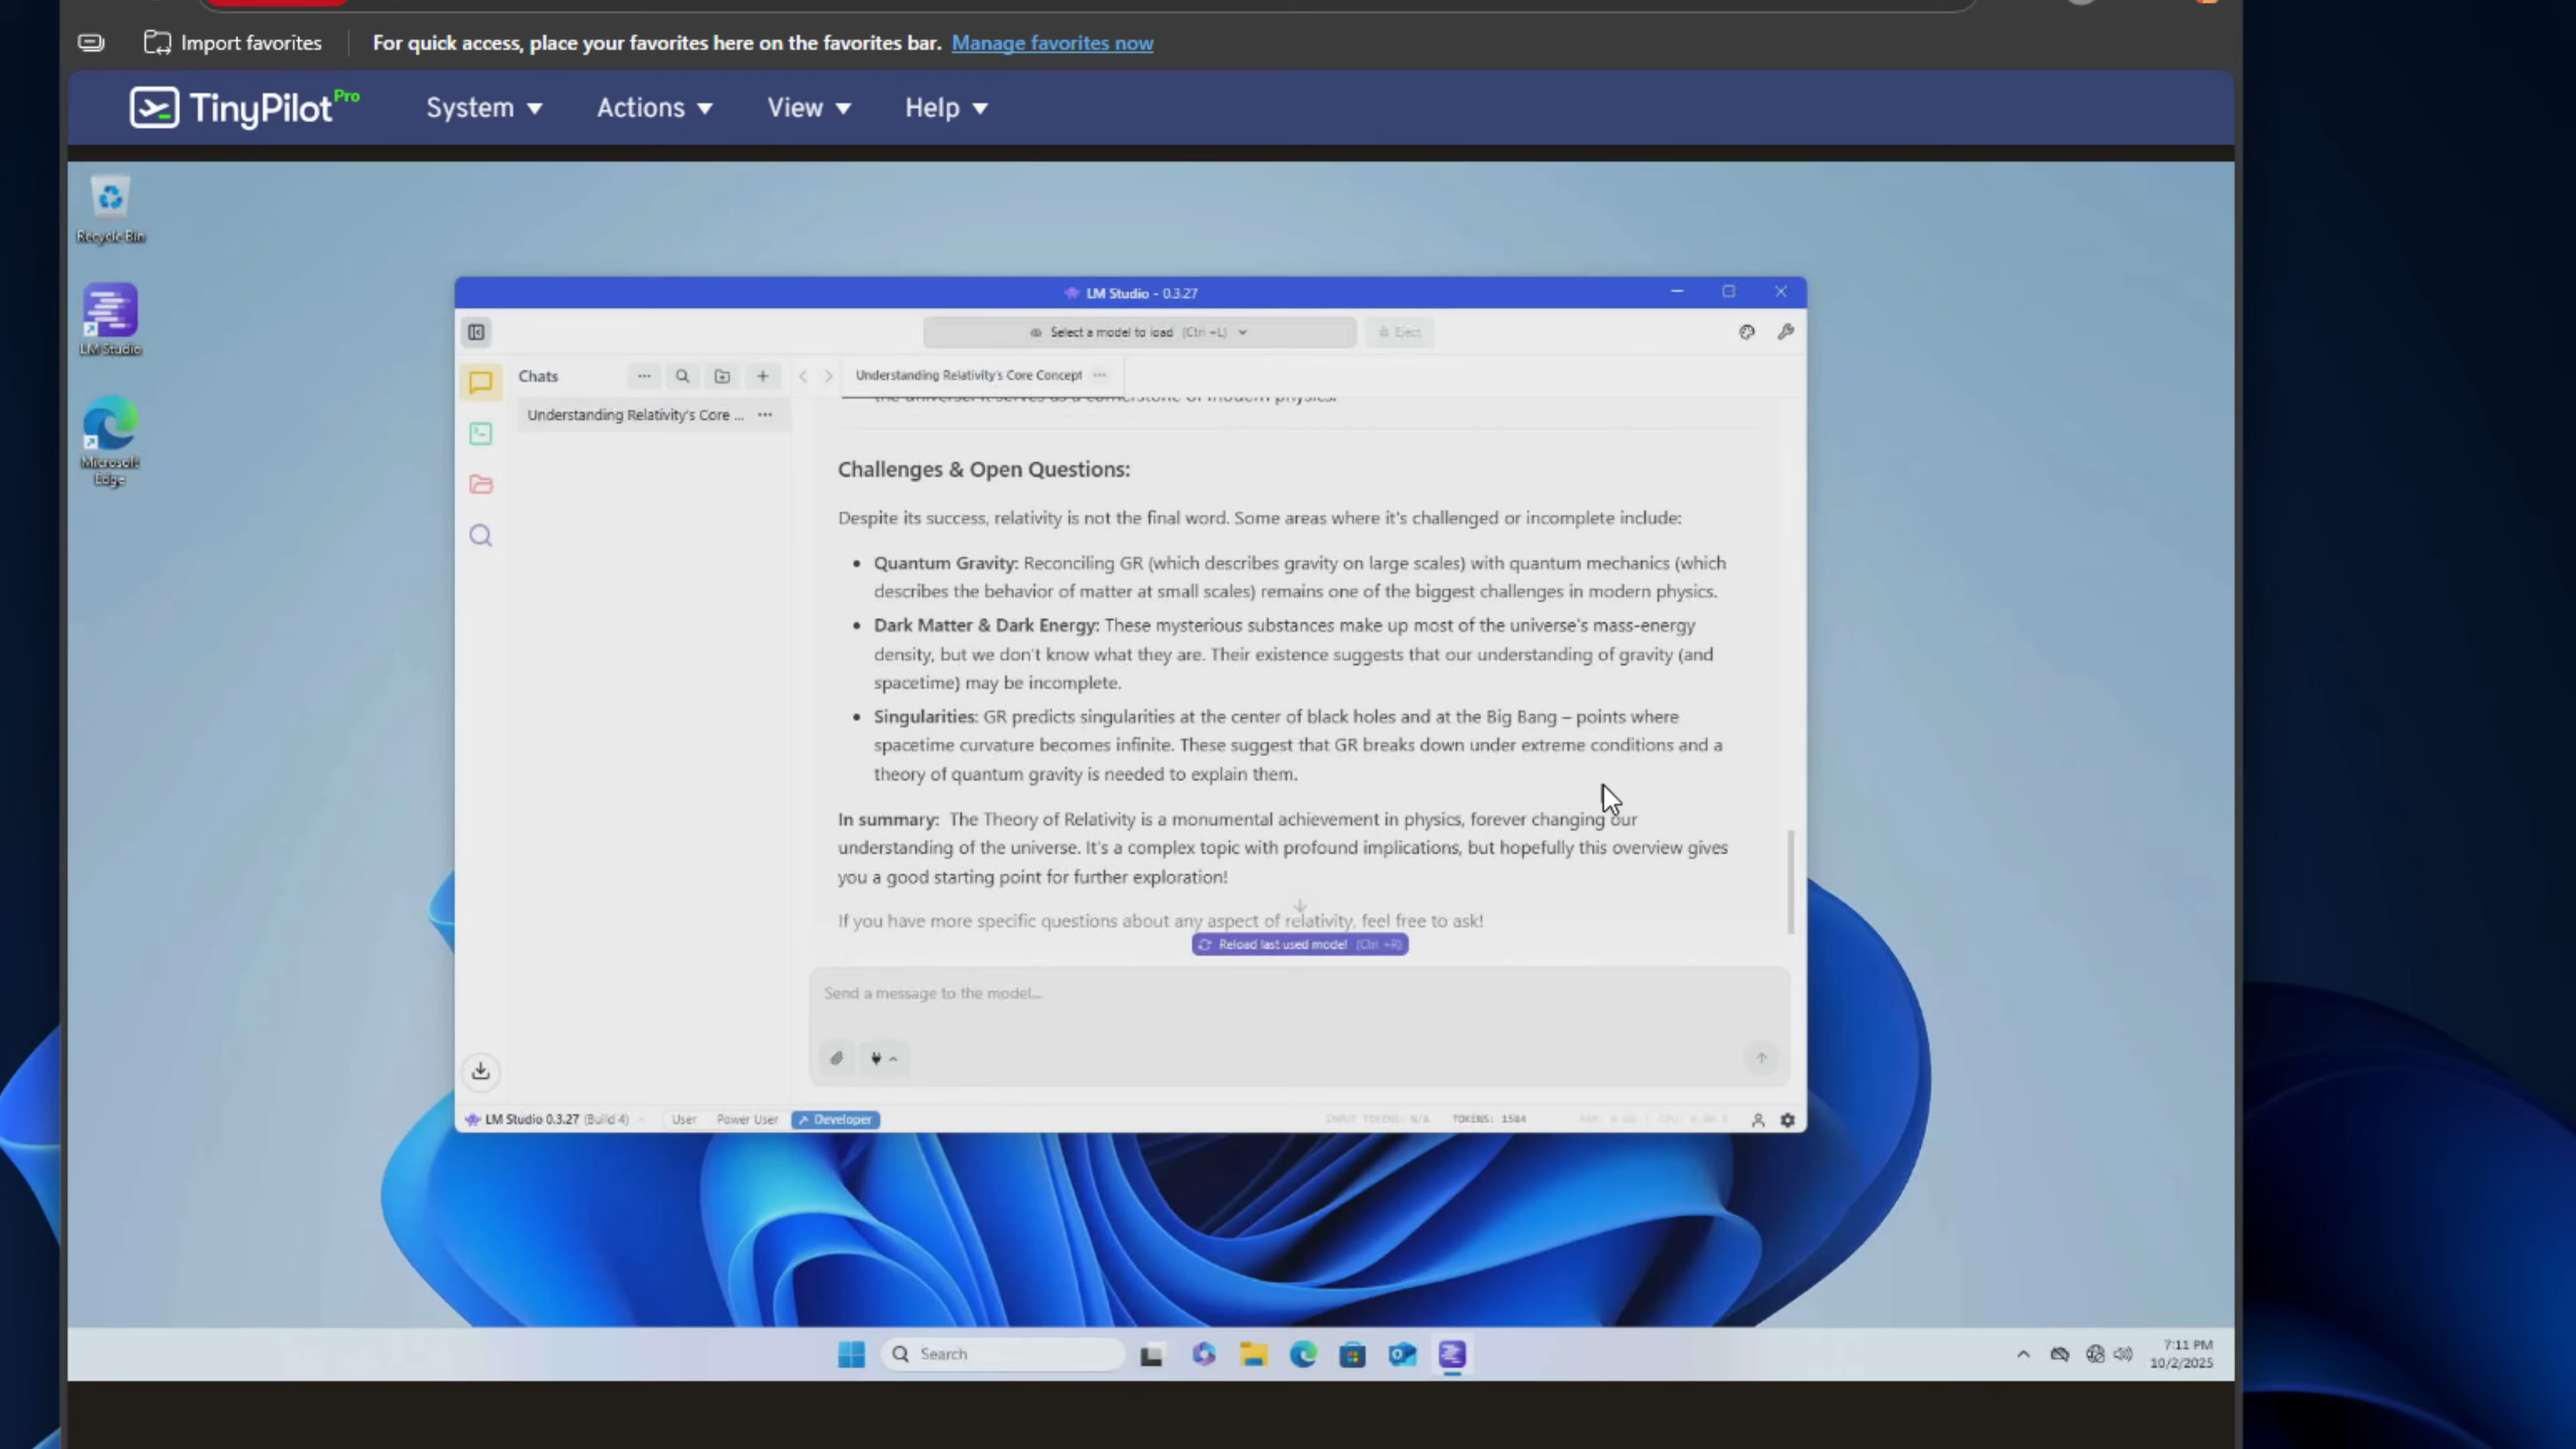 Import favorites
For quick access, place your favorites here on the favorites bar. Manage favorites now
TinyPilot Pro
System
Actions
View
Help
Recycle Bin
LM Studio
Microsoft
Edge
LM Studio - 0.3.27
Select a model to load (Ctrl +L)
Eject
Chats
Understanding Relativity's Core Concept ...
Understanding Relativity's Core ... ...
the universe. It serves as a cornerstone of modern physics.
Challenges & Open Questions:
Despite its success, relativity is not the final word. Some areas where it's challenged or incomplete include:
• Quantum Gravity: Reconciling GR (which describes gravity on large scales) with quantum mechanics (which
describes the behavior of matter at small scales) remains one of the biggest challenges in modern physics.
• Dark Matter & Dark Energy: These mysterious substances make up most of the universe's mass-energy
density, but we don't know what they are. Their existence suggests that our understanding of gravity (and
spacetime) may be incomplete.
• Singularities: GR predicts singularities at the center of black holes and at the Big Bang – points where
spacetime curvature becomes infinite. These suggest that GR breaks down under extreme conditions and a
theory of quantum gravity is needed to explain them.
In summary: The Theory of Relativity is a monumental achievement in physics, forever changing our
understanding of the universe. It's a complex topic with profound implications, but hopefully this overview gives
you a good starting point for further exploration!
If you have more specific questions about any aspect of relativity, feel free to ask!
Reload last used model (Ctrl +R)
Send a message to the model...
LM Studio 0.3.27 (Build 4)
User
Power User
Developer
INPUT TOKENS: N/A
TOKENS: 1584
Search
7:11 PM
10/2/2025